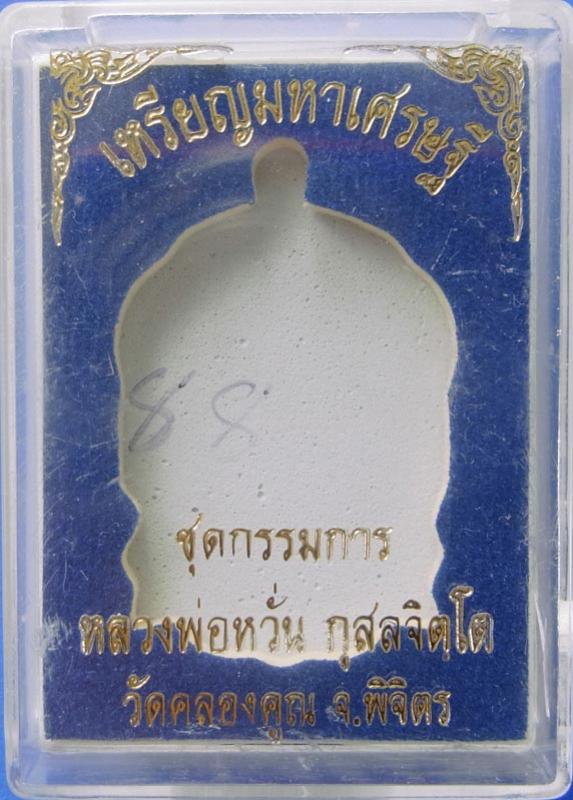 เหรียญมหาเศรษฐี
88
ชุดกรรมการ
หลวงพ่อหวั่น กุสลจิตฺโต
วัดคลองคูณ จ.พิจิตร